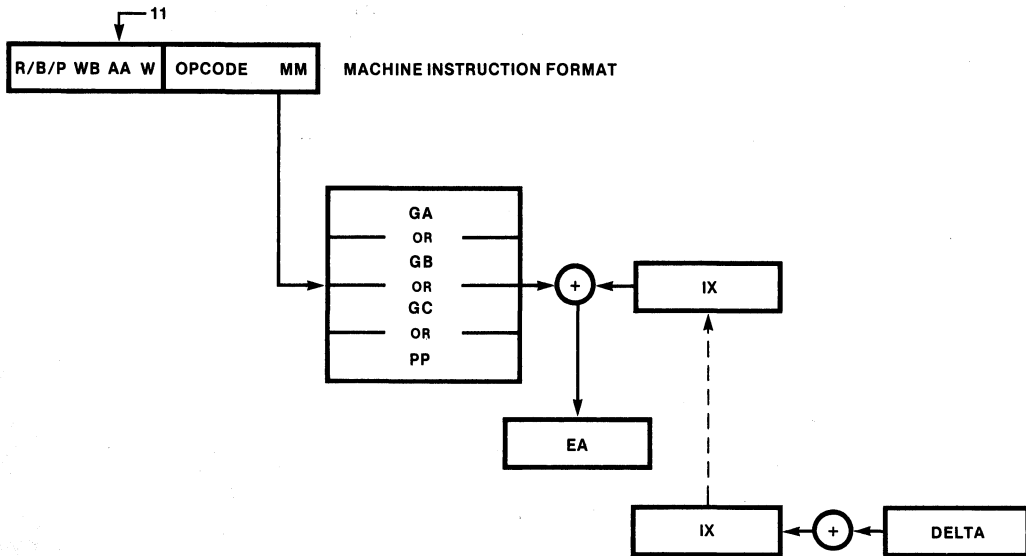 11
R/B/P WB AA W OPCODE MM MACHINE INSTRUCTION FORMAT
GA
OR
GB
OR
GC
OR
PP
+ IX
EA
IX + DELTA